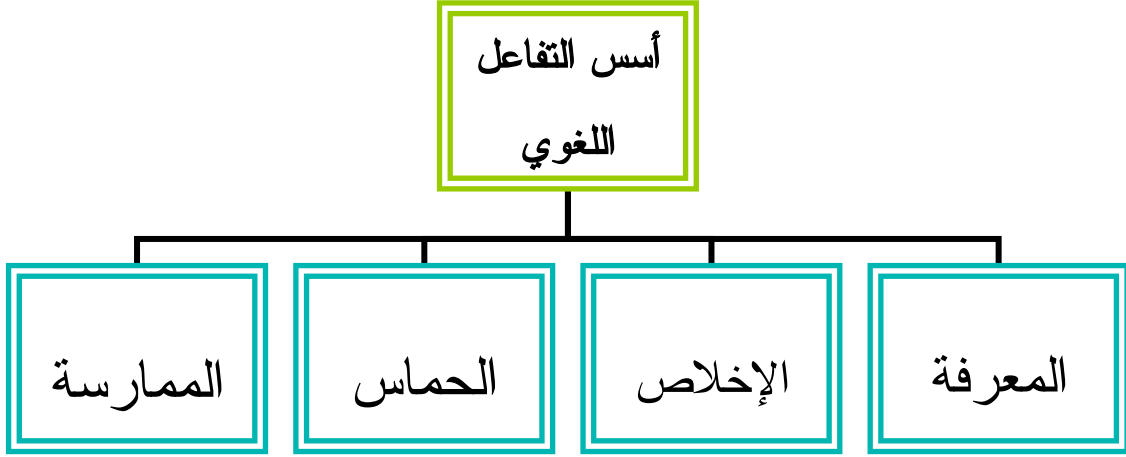 أسس التفاعل
اللغوي
المعرفة
الإخلاص
الحماس
الممارسة